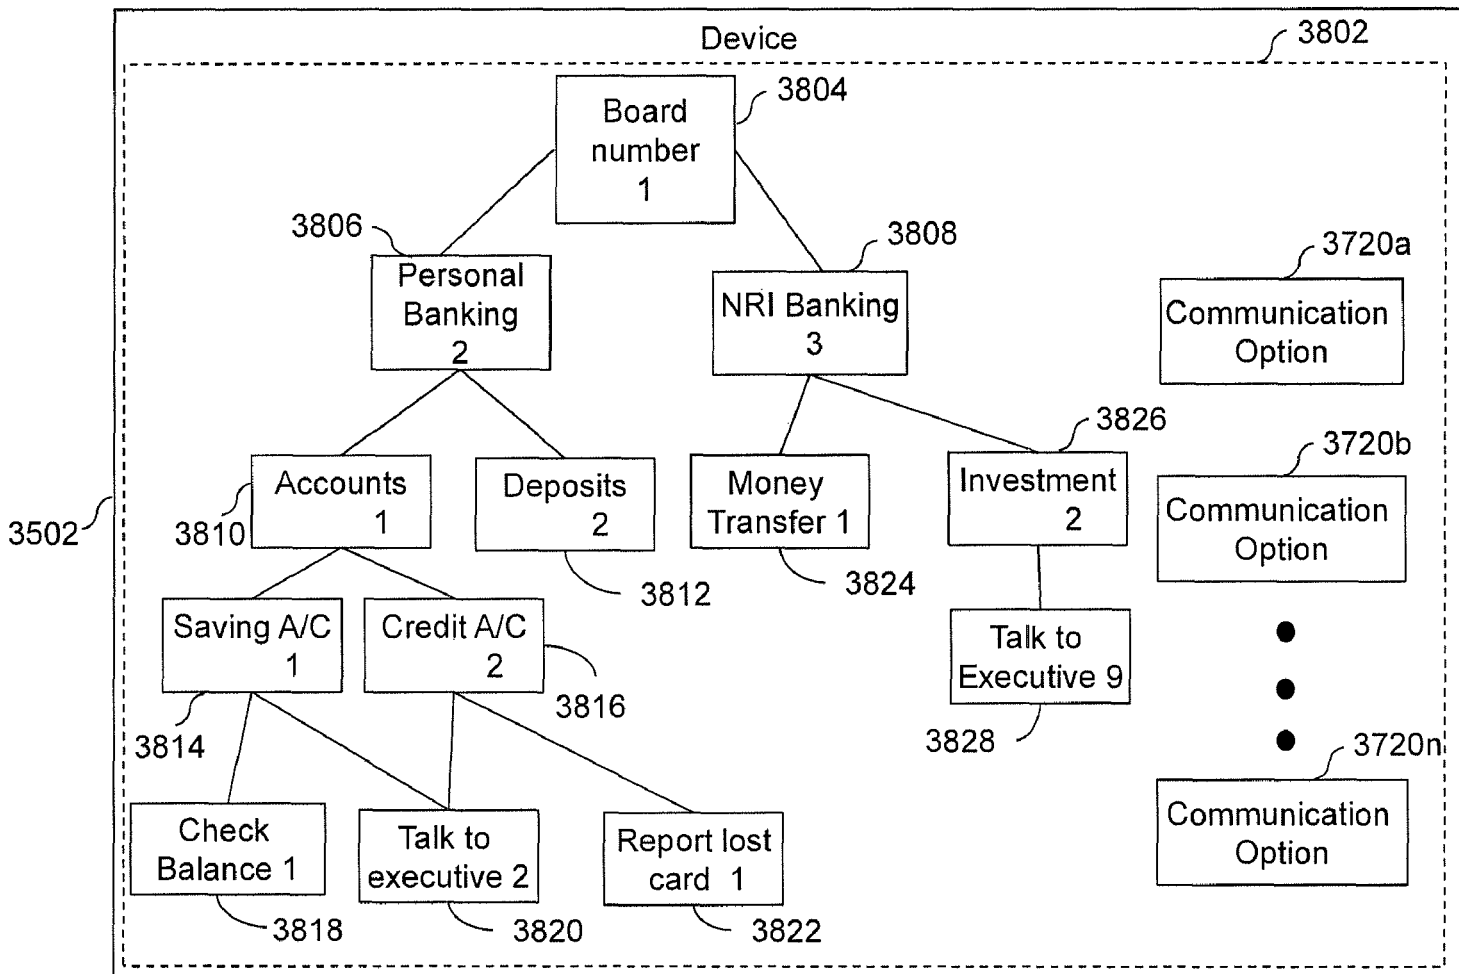 Device
3802
Board
number
1
3804
3806
Personal
Banking
2
3808
NRI Banking
3
3720a
Communication
Option
3810
Accounts
1
Deposits
2
3812
Money
Transfer 1
3824
3826
Investment
2
3720b
Communication
Option
3502
Saving A/C
1
3814
Credit A/C
2
3816
Talk to
Executive 9
3828
3720n
Communication
Option
Check
Balance 1
3818
Talk to
executive 2
3820
Report lost
card 1
3822